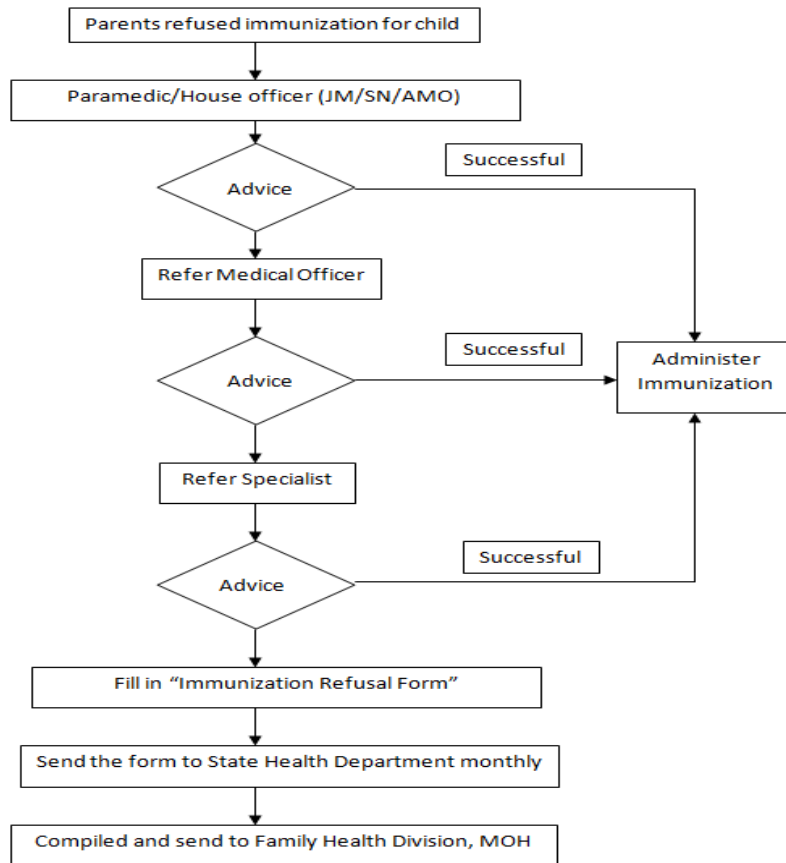 Parents refused immunization for child
Paramedic/House officer (JM/SN/AMO)
Successful
Advice
Refer Medical Officer
Successful
Advice
Administer
Immunization
Refer Specialist
Successful
Advice
Fill in “Immunization Refusal Form”
Send the form to State Health Department monthly
Compiled and send to Family Health Division, MOH